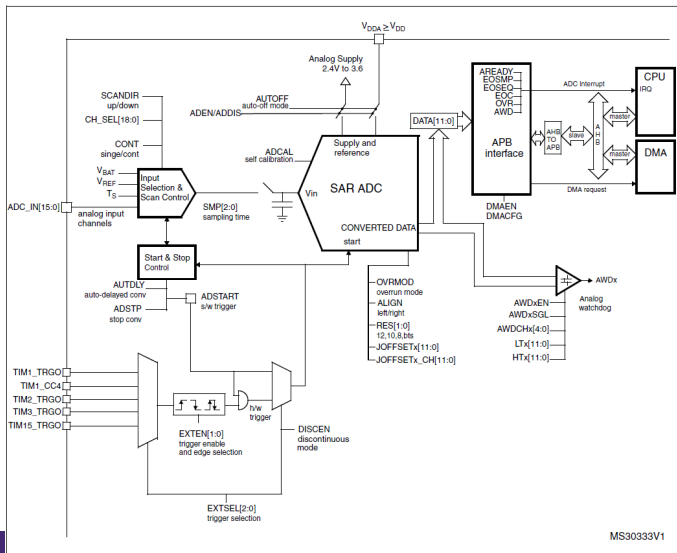 VDDA ≥ VDD
Analog Supply
2.4V to 3.6
SCANDIR
up/down
CH_SEL[18:0]
CONT
singe/cont
AUTOFF
auto-off mode
ADEN/ADDIS
ADCAL
self calibration
VBAT
VREF
TS
ADC_IN[15:0]
analog input
channels
Input
Selection &
Scan Control
SMP[2:0]
sampling time
Supply and
reference
Vin
SAR ADC
CONVERTED DATA
start
DATA[11:0]
AREADY
EOSMP
EOSEQ
EOC
OVR
AWD
APB
interface
ADC Interrupt
AHB
TO
APB
slave
A
H
B
master
master
CPU
IRQ
DMA
DMA request
DMAEN
DMACFG
Start & Stop
Control
AUTDLY
auto-delayed conv
ADSTP
stop conv
ADSTART
s/w trigger
OVRMOD
overrun mode
ALIGN
left/right
RES[1:0]
12,10,8,bts
JOFFSETx[11:0]
JOFFSETx_CH[11:0]
AWDx
Analog
watchdog
AWDxEN
AWDxSGL
AWDCHx[4:0]
LTx[11:0]
HTx[11:0]
TIM1_TRGO
TIM1_CC4
TIM2_TRGO
TIM3_TRGO
TIM15_TRGO
EXTEN[1:0]
trigger enable
and edge selection
h/w
trigger
DISCEN
discontinuous
mode
EXTSEL[2:0]
trigger selection
MS30333V1